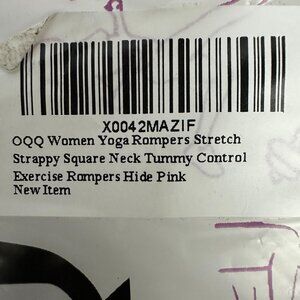 X0042MAZIF
OQQ Women Yoga Rompers Stretch
Strappy Square Neck Tummy Control
Exercise Rompers Hide Pink
New Item